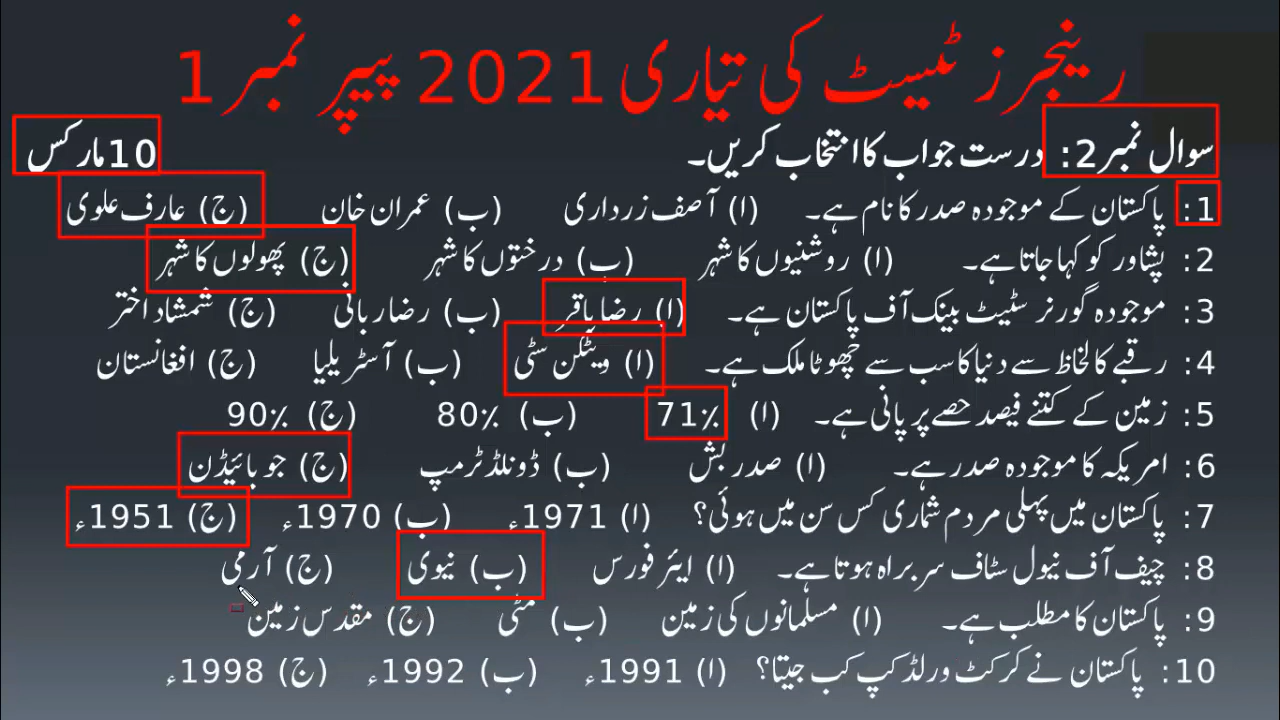 رینجرز ٹیسٹ کی تیاری 2021 پیپر نمبر 1
سوال نمبر2: درست جواب کا انتخاب کریں۔ 10مارکس
1: پاکستان کے موجودہ صدر کا نام ہے۔ (ا) آصف زرداری (ب) عمران خان (ج) عارف علوی
2: پشاور کو کہا جاتا ہے۔ (ا) روشنیوں کا شہر (ب) درختوں کا شہر (ج) پھولوں کا شہر
3: موجودہ گورنر سٹیٹ بینک آف پاکستان ہے۔ (ا) رضا باقر (ب) رضا ربانی (ج) شمشاد اختر
4: رقبے کا لحاظ سے دنیا کا سب سے چھوٹا ملک ہے۔ (ا) ویٹکن سٹی (ب) آسٹریلیا (ج) افغانستان
5: زمین کے کتنے فیصد حصے پر پانی ہے۔ (ا) 71٪ (ب) 80٪ (ج) 90٪
6: امریکہ کا موجودہ صدر ہے۔ (ا) صدر بش (ب) ڈونلڈ ٹرمپ (ج) جو بائیڈن
7: پاکستان میں پہلی مردم شماری کس سن میں ہوئی؟ (ا) 1971ء (ب) 1970ء (ج) 1951ء
8: چیف آف نیول سٹاف سربراہ ہوتا ہے۔ (ا) ایئر فورس (ب) نیوی (ج) آرمی
9: پاکستان کا مطلب ہے۔ (ا) مسلمانوں کی زمین (ب) مٹی (ج) مقدس زمین
10: پاکستان نے کرکٹ ورلڈ کپ کب جیتا؟ (ا) 1991ء (ب) 1992ء (ج) 1998ء